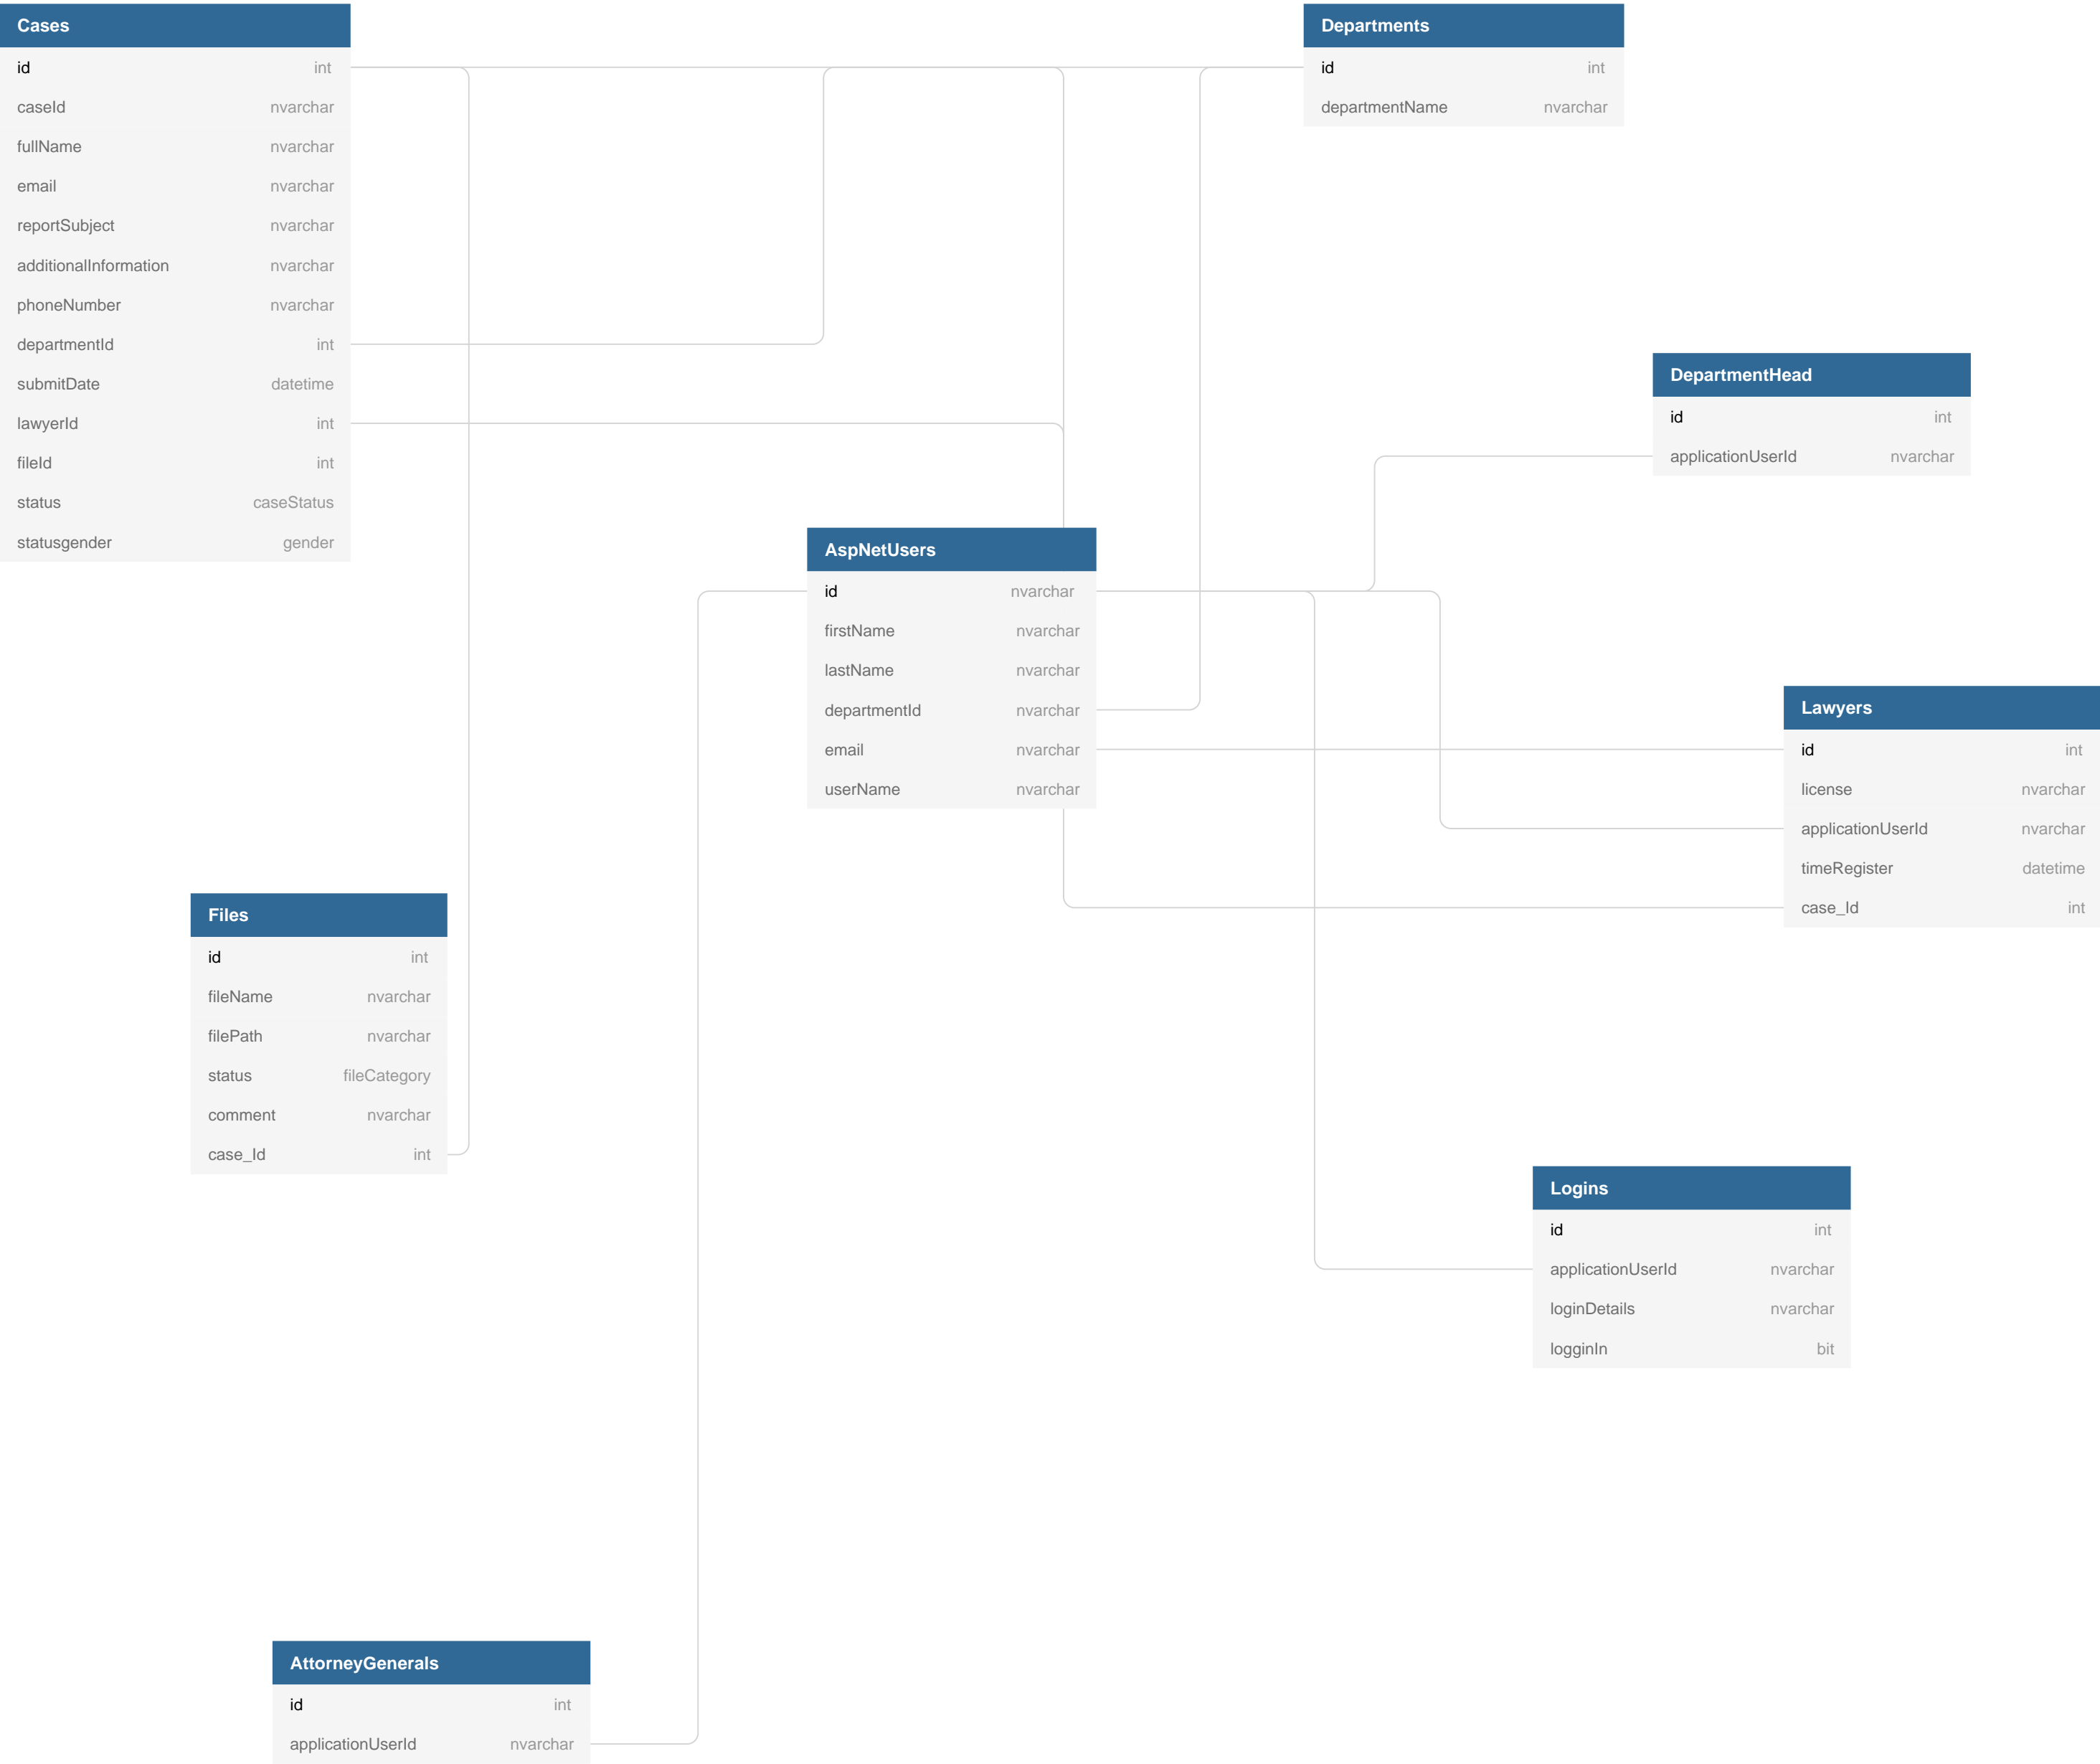 Cases
id int
caseId nvarchar
fullName nvarchar
email nvarchar
reportSubject nvarchar
additionalInformation nvarchar
phoneNumber nvarchar
departmentId int
submitDate datetime
lawyerId int
fileId int
status caseStatus
statusgender gender
Departments
id int
departmentName nvarchar
DepartmentHead
id int
applicationUserId nvarchar
AspNetUsers
id nvarchar
firstName nvarchar
lastName nvarchar
departmentId nvarchar
email nvarchar
userName nvarchar
Lawyers
id int
license nvarchar
applicationUserId nvarchar
timeRegister datetime
case_Id int
Files
id int
fileName nvarchar
filePath nvarchar
status fileCategory
comment nvarchar
case_Id int
Logins
id int
applicationUserId nvarchar
loginDetails nvarchar
logginIn bit
AttorneyGenerals
id int
applicationUserId nvarchar